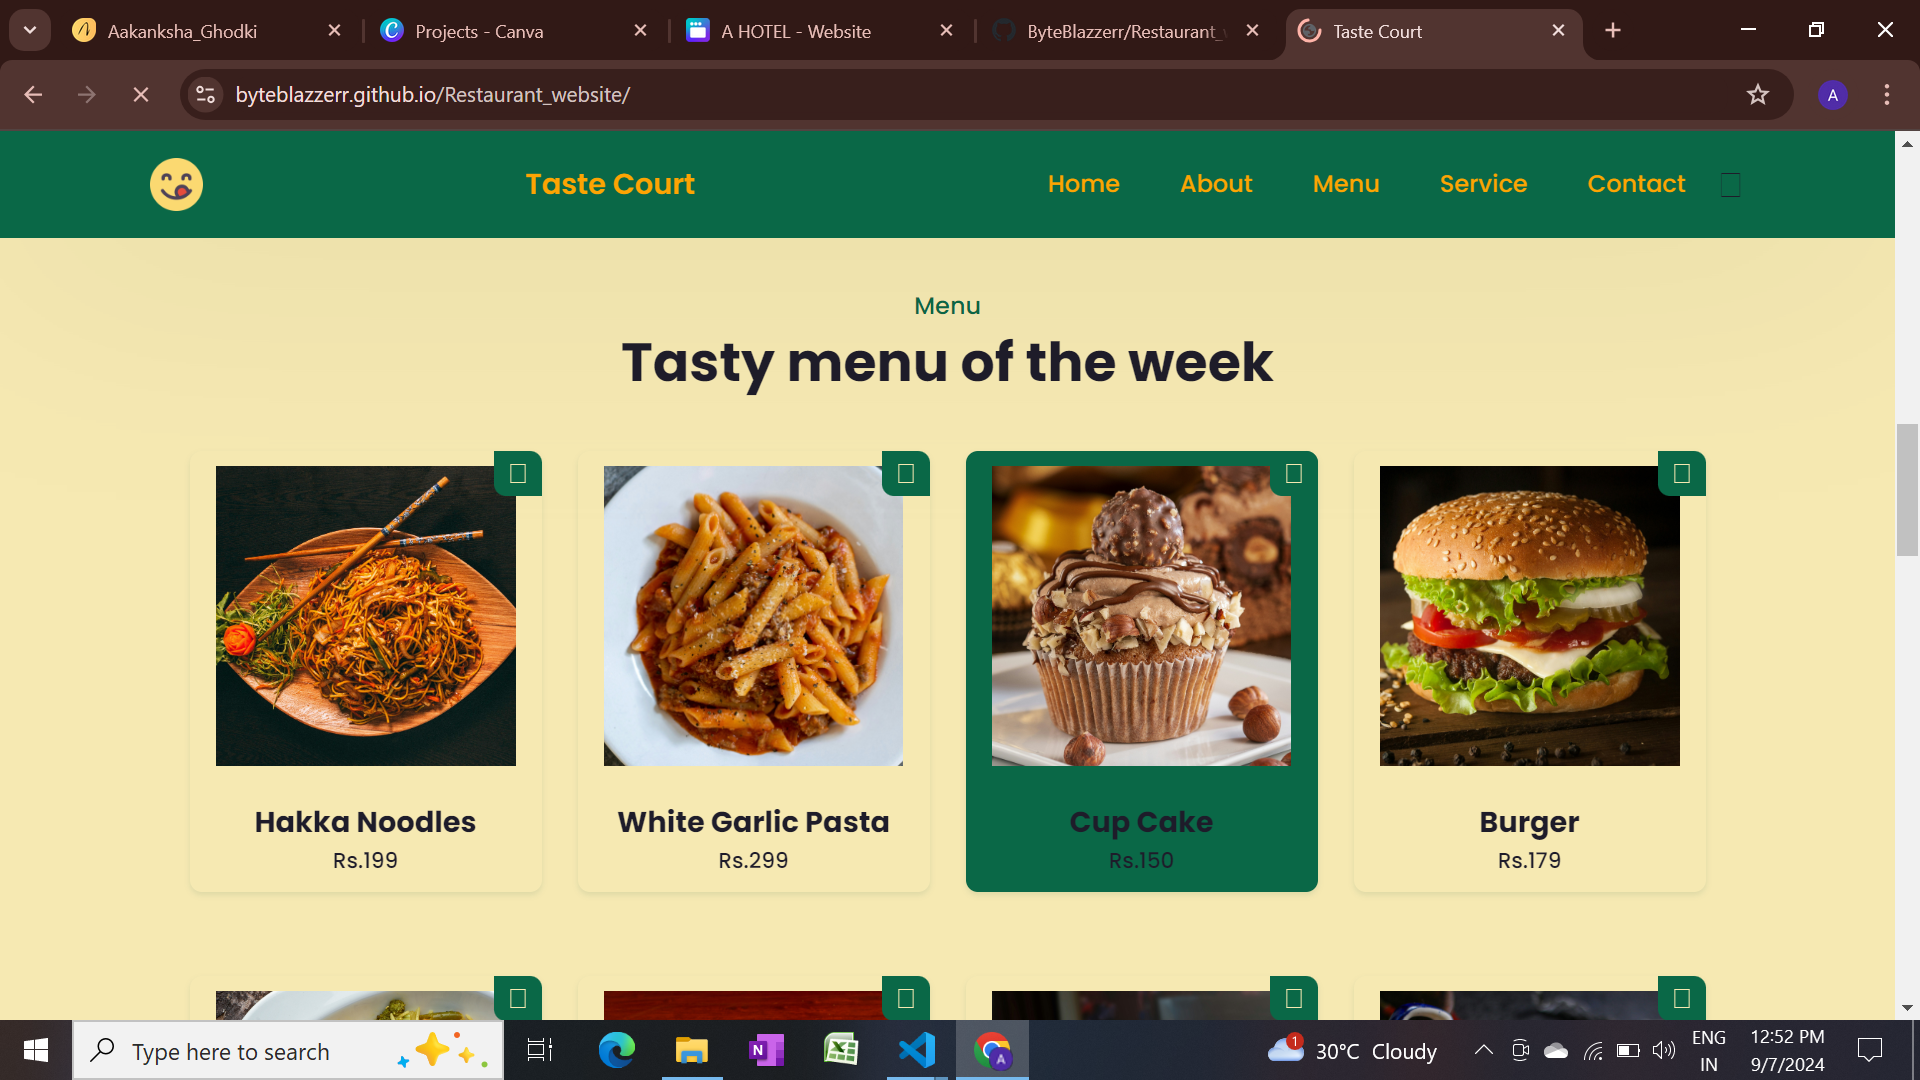 Aakanksha_Ghodki
Projects - Canva
A HOTEL - Website
ByteBlazzerr/Restaurant_
Taste Court
byteblazzerr.github.io/Restaurant_website/
A
Taste Court
Home
About
Menu
Service
Contact
Menu
Tasty menu of the week
Hakka Noodles
Rs.199
White Garlic Pasta
Rs.299
Cup Cake
Rs.150
Burger
Rs.179
Type here to search
N
A
1
30°C Cloudy
ENG
IN
12:52 PM
9/7/2024